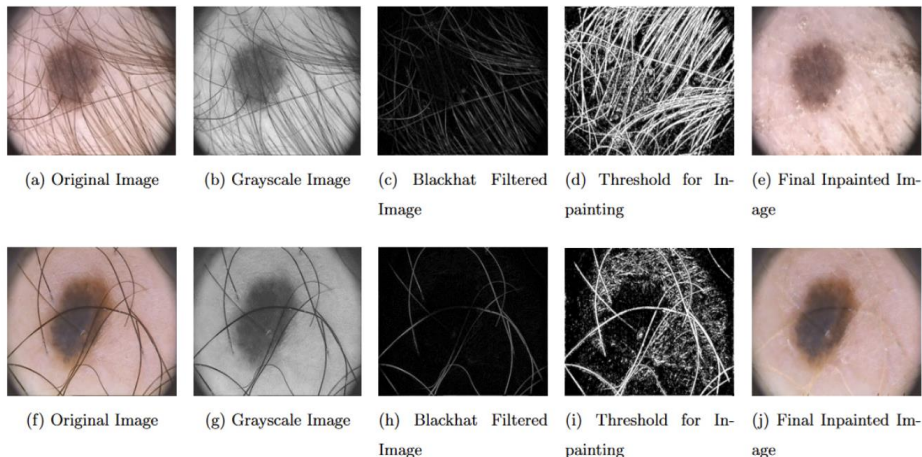 (a) Original Image
(b) Grayscale Image
(c) Blackhat Filtered
Image
(d) Threshold for In-
painting
(e) Final Inpainted Im-
age
(f) Original Image
(g) Grayscale Image
(h) Blackhat Filtered
Image
(i) Threshold for In-
painting
(j) Final Inpainted Im-
age